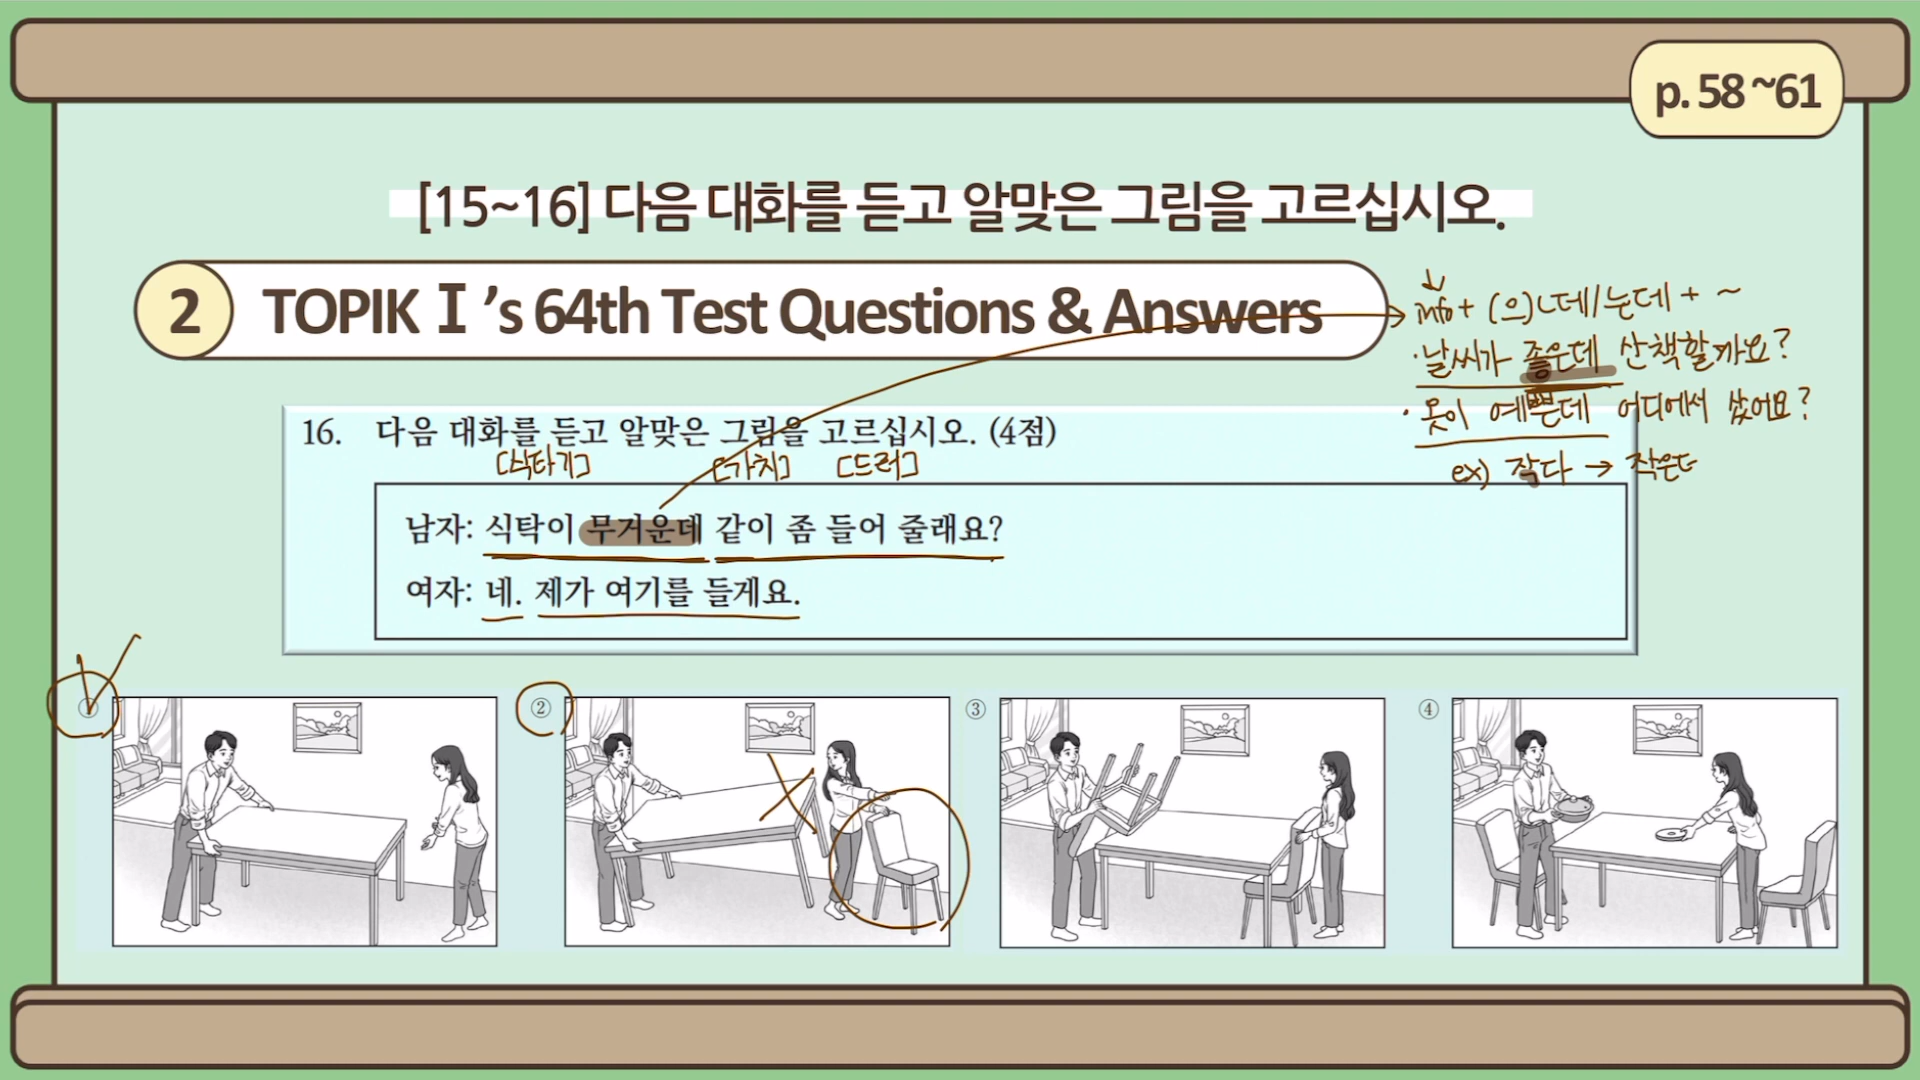 p. 58 ~61
[15~16] 다음 대화를 듣고 알맞은 그림을 고르십시오.
2 TOPIK I 's 64th Test Questions & Answers
info + (으)ㄴ데/는데 + ~
· 날씨가 좋은데 산책할까요?
· 옷이 예쁜데 어디에서 샀어요?
ex) 작다 → 작은데
16. 다음 대화를 듣고 알맞은 그림을 고르십시오. (4점)
[식타기] [가치] [드러]
남자: 식탁이 무거운데 같이 좀 들어 줄래요?
여자: 네. 제가 여기를 들게요.
① ② ③ ④